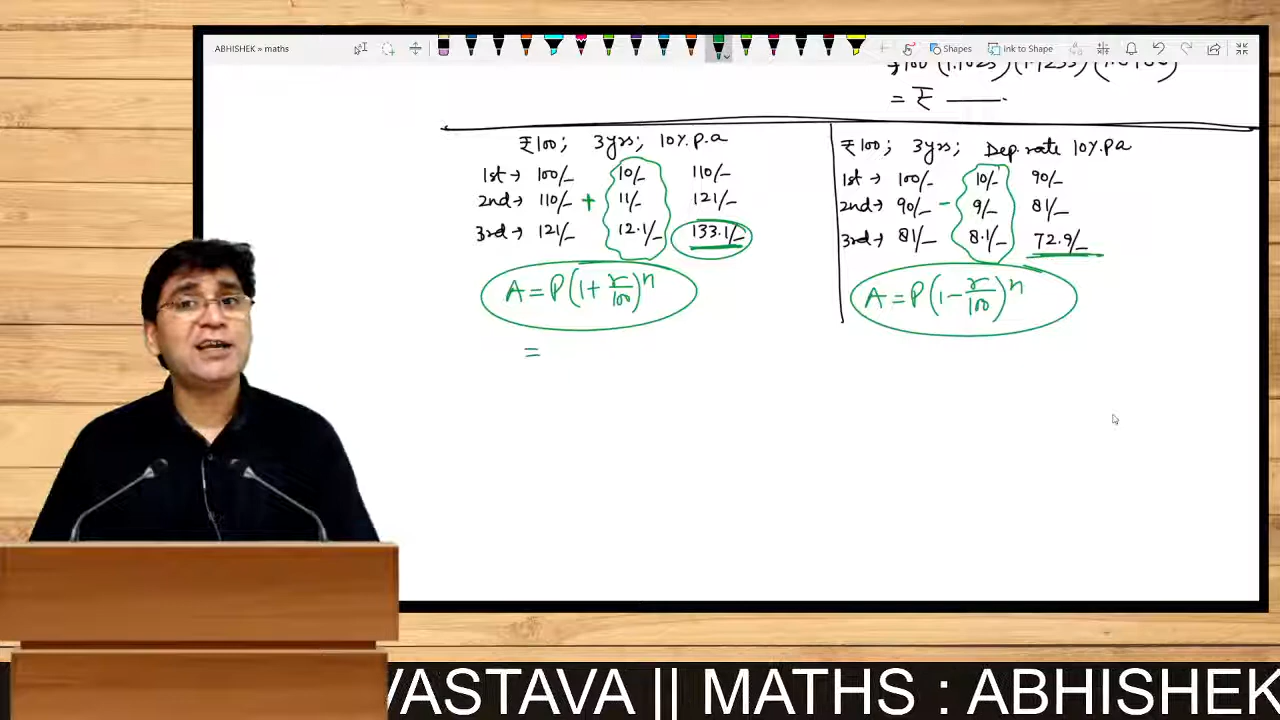 ABHISHEK » maths
Shapes
Ink to Shape
= ₹ ——.
₹100; 3yrs; 10%.p.a
1st → 100/- 10/- 110/-
2nd → 110/- + 11/- 121/-
3rd → 121/- 12.1/- 133.1/-
A = P(1 + r/100)^n
=
₹100; 3yrs; Dep. rate 10%.pa
1st → 100/- 10/- 90/-
2nd → 90/- - 9/- 81/-
3rd → 81/- 8.1/- 72.9/-
A = P(1 - r/100)^n
VASTAVA || MATHS : ABHISHEK